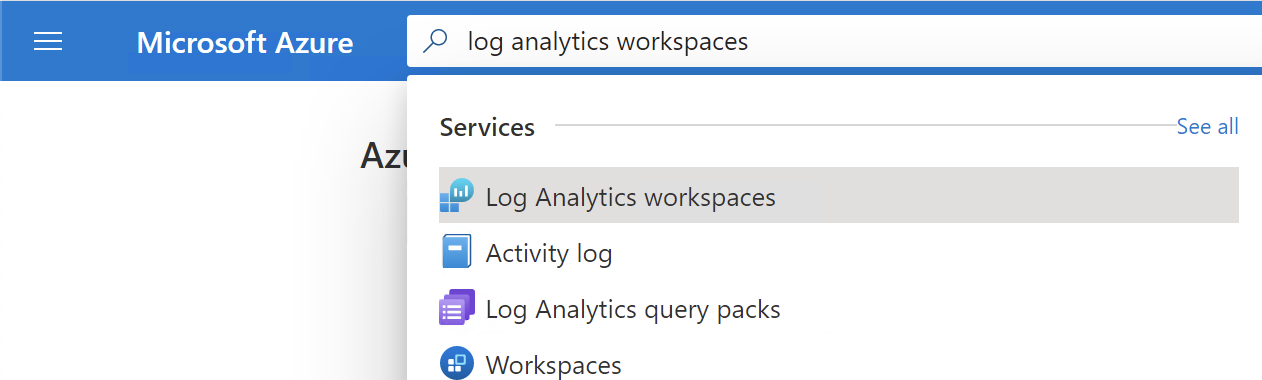 Microsoft Azure
log analytics workspaces
Services
See all
Azu
Log Analytics workspaces
Activity log
Log Analytics query packs
Workspaces